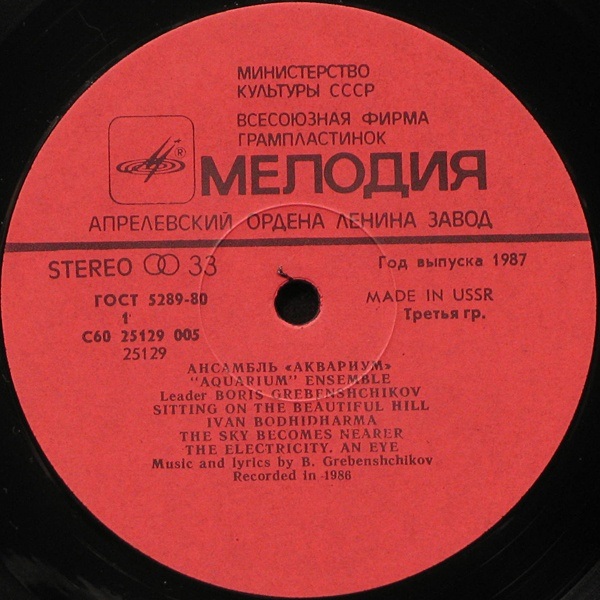 МИНИСТЕРСТВО
КУЛЬТУРЫ СССР
ВСЕСОЮЗНАЯ ФИРМА
ГРАМПЛАСТИНОК
®
МЕЛОДИЯ
АПРЕЛЕВСКИЙ ОРДЕНА ЛЕНИНА ЗАВОД
STEREO 33
Год выпуска 1987
ГОСТ 5289-80
MADE IN USSR
1
Третья гр.
С60 25129 005
25129
АНСАМБЛЬ «АКВАРИУМ»
"AQUARIUM" ENSEMBLE
Leader BORIS GREBENSHCHIKOV
SITTING ON THE BEAUTIFUL HILL
IVAN BODHIDHARMA
THE SKY BECOMES NEARER
THE ELECTRICITY. AN EYE
Music and lyrics by B. Grebenshchikov
Recorded in 1986